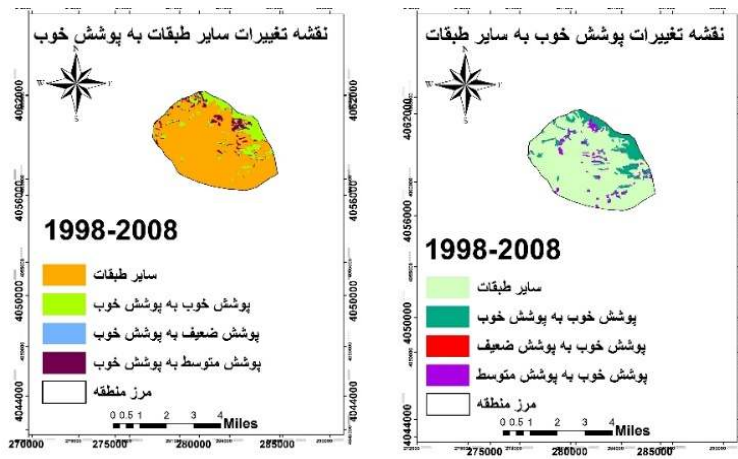 نقشه تغییرات سایر طبقات به پوشش خوب
N
W
S
4062000
4056000
4050000
4044000
1998-2008
سایر طبقات
پوشش خوب به پوشش خوب
پوشش ضعیف به پوشش خوب
پوشش متوسط به پوشش خوب
مرز منطقه
0 0.5 1 2 3 4
Miles
270000 275000 280000 285000
نقشه تغییرات پوشش خوب به سایر طبقات
N
W
S
4062000
4056000
4050000
4044000
1998-2008
سایر طبقات
پوشش خوب به پوشش خوب
پوشش خوب به پوشش ضعیف
پوشش خوب به پوشش متوسط
مرز منطقه
0 0.5 1 2 3 4
Miles
275000 280000 285000